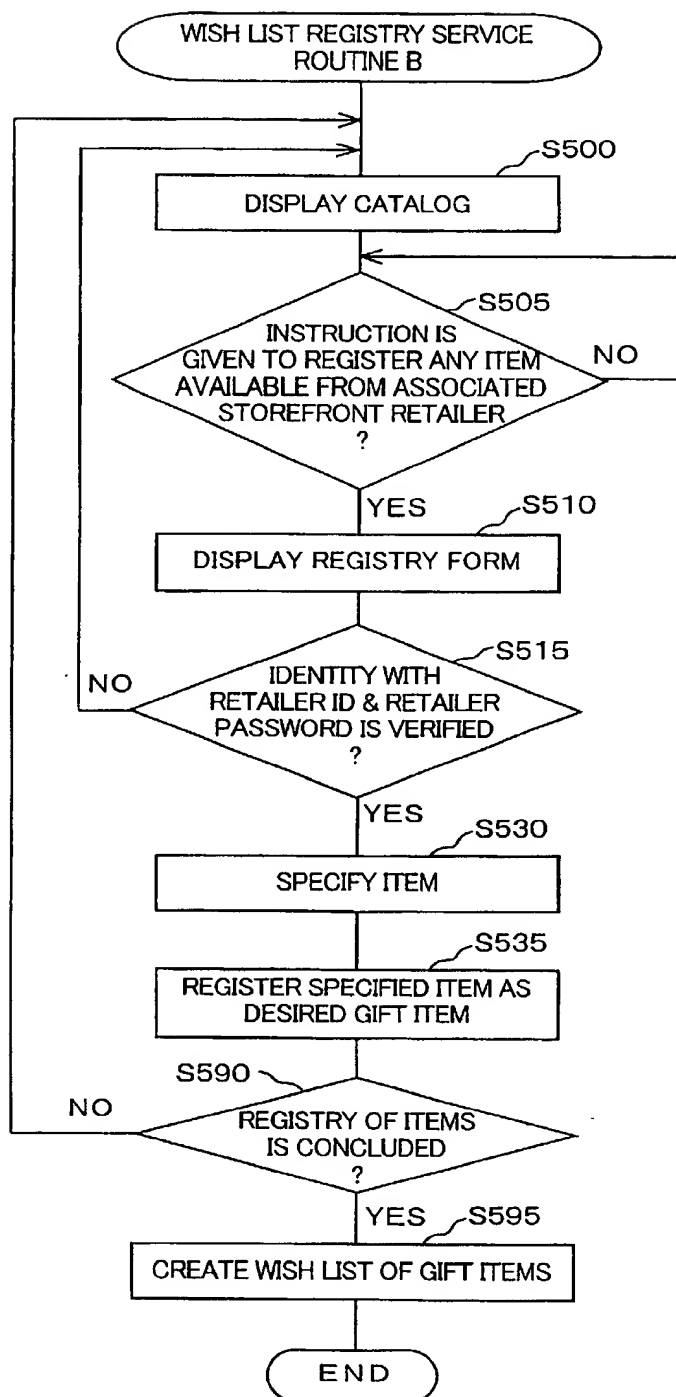 WISH LIST REGISTRY SERVICE
ROUTINE B
S500
DISPLAY CATALOG
S505
INSTRUCTION IS
GIVEN TO REGISTER ANY ITEM
AVAILABLE FROM ASSOCIATED
STOREFRONT RETAILER
?
NO
YES
S510
DISPLAY REGISTRY FORM
S515
NO
IDENTITY WITH
RETAILER ID & RETAILER
PASSWORD IS VERIFIED
?
YES
S530
SPECIFY ITEM
S535
REGISTER SPECIFIED ITEM AS
DESIRED GIFT ITEM
S590
NO
REGISTRY OF ITEMS
IS CONCLUDED
?
YES
S595
CREATE WISH LIST OF GIFT ITEMS
END